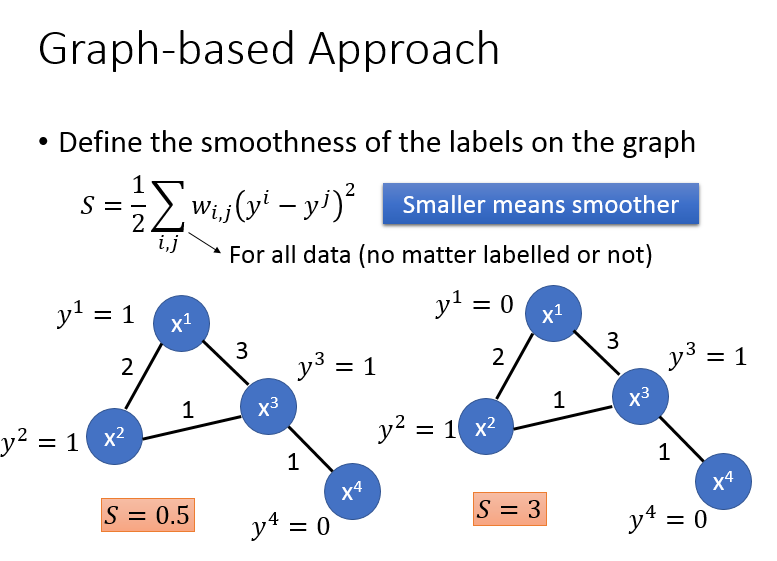 Graph-based Approach
• Define the smoothness of the labels on the graph
S = 1/2 ∑_{i,j} w_{i,j}(y^i − y^j)^2
Smaller means smoother
For all data (no matter labelled or not)
y^1 = 1
x^1
2
3
y^3 = 1
x^3
1
y^2 = 1
x^2
1
x^4
S = 0.5
y^4 = 0
y^1 = 0
x^1
2
3
y^3 = 1
x^3
1
y^2 = 1
x^2
1
x^4
S = 3
y^4 = 0